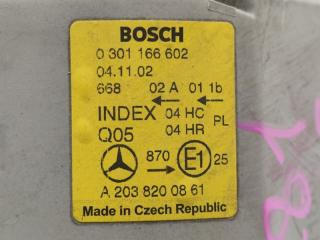 BOSCH
0 301 166 602
04.11.02
668 02 A 01 1b
INDEX 04 HC PL
Q05 04 HR
870 E1 25
A 203 820 08 61
Made in Czech Republic